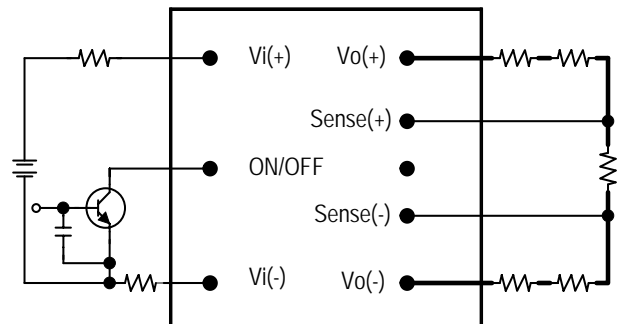 Vi(+) Vo(+)
Sense(+)
ON/OFF
Sense(-)
Vi(-) Vo(-)